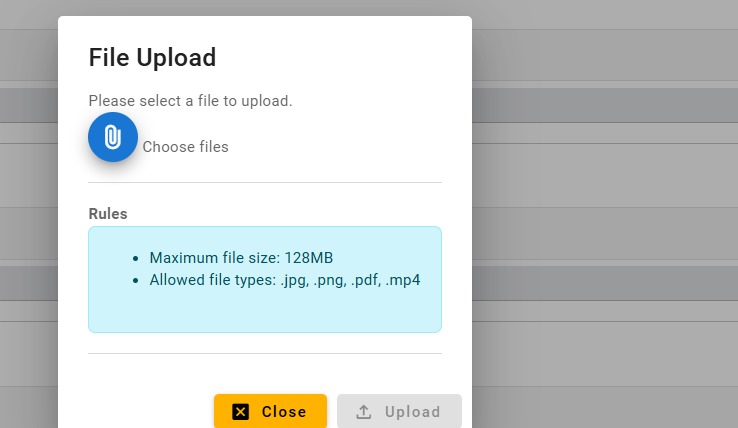 File Upload
Please select a file to upload.
Choose files
Rules
• Maximum file size: 128MB
• Allowed file types: .jpg, .png, .pdf, .mp4
Close
Upload